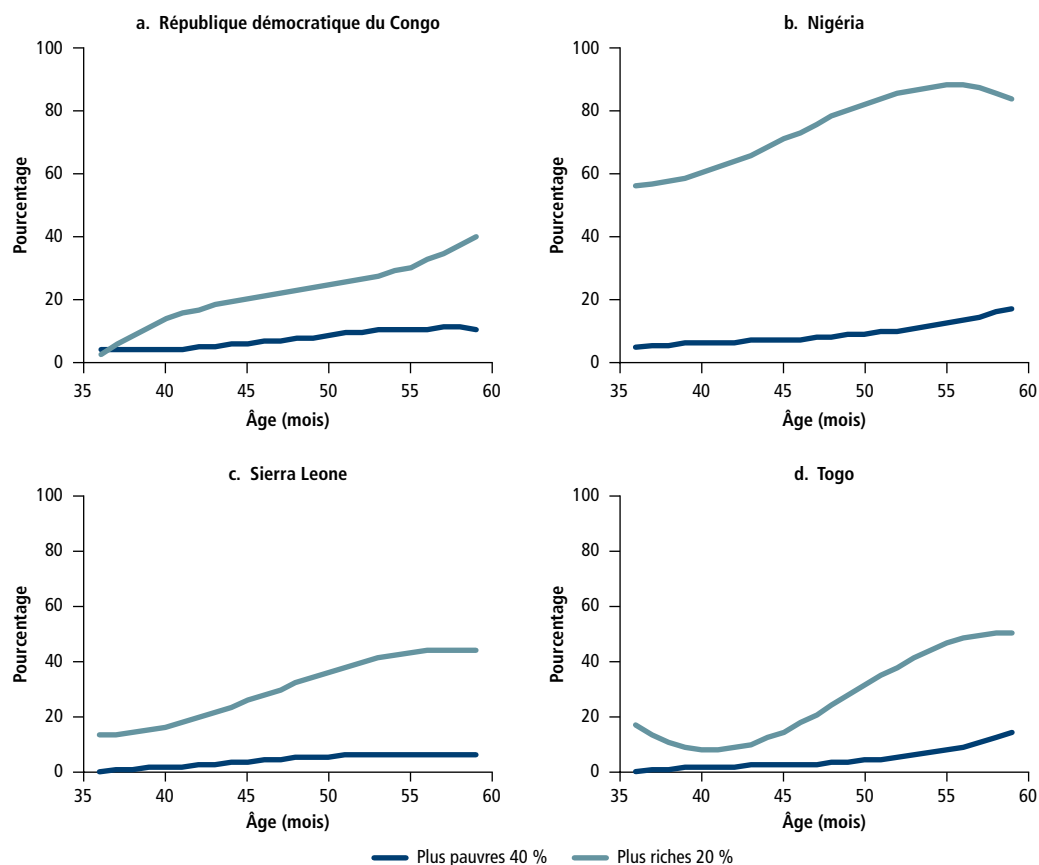 a. République démocratique du Congo
100
80
60
40
20
0
Pourcentage
35 40 45 50 55 60
Âge (mois)
b. Nigéria
100
80
60
40
20
0
Pourcentage
35 40 45 50 55 60
Âge (mois)
c. Sierra Leone
100
80
60
40
20
0
Pourcentage
35 40 45 50 55 60
Âge (mois)
d. Togo
100
80
60
40
20
0
Pourcentage
35 40 45 50 55 60
Âge (mois)
Plus pauvres 40 % Plus riches 20 %